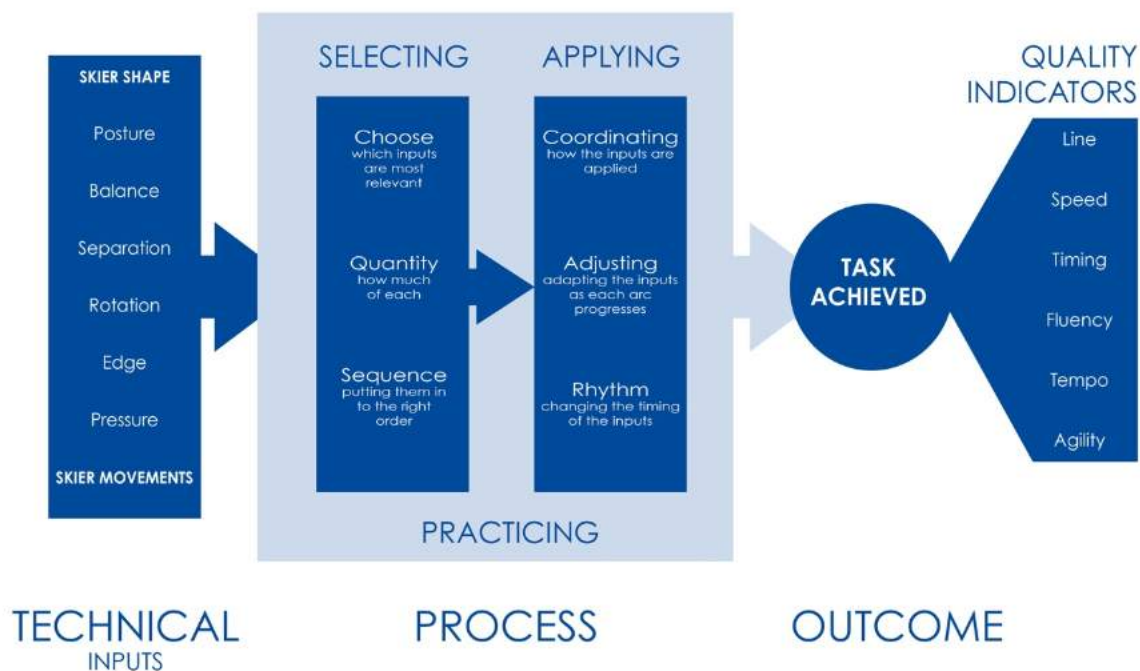 SKIER SHAPE
Posture
Balance
Separation
Rotation
Edge
Pressure
SKIER MOVEMENTS
SELECTING
Choose
which inputs
are most
relevant
Quantity
how much
of each
Sequence
putting them in
to the right
order
APPLYING
Coordinating
how the inputs are
applied
Adjusting
adapting the inputs
as each arc
progresses
Rhythm
changing the timing
of the inputs
PRACTICING
TASK
ACHIEVED
QUALITY
INDICATORS
Line
Speed
Timing
Fluency
Tempo
Agility
TECHNICAL
INPUTS
PROCESS
OUTCOME